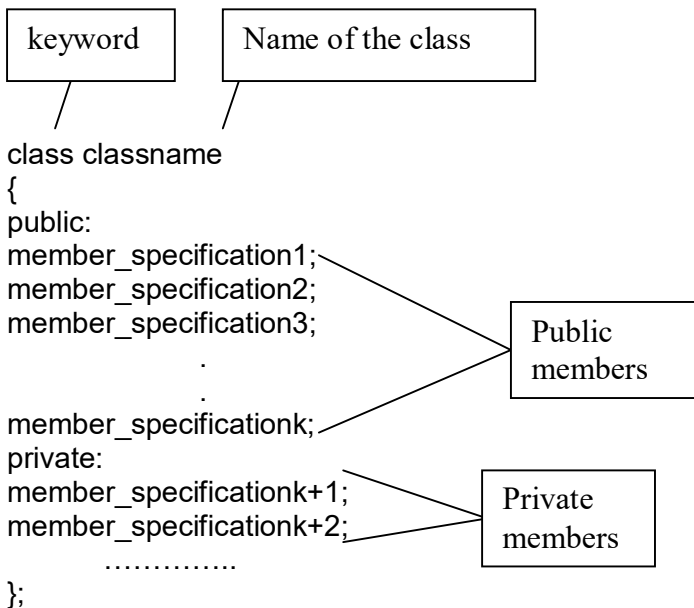 keyword
Name of the class
class classname
{
public:
member_specification1;
member_specification2;
member_specification3;
.
.
member_specificationk;
private:
member_specificationk+1;
member_specificationk+2;
…………..
};
Public
members
Private
members